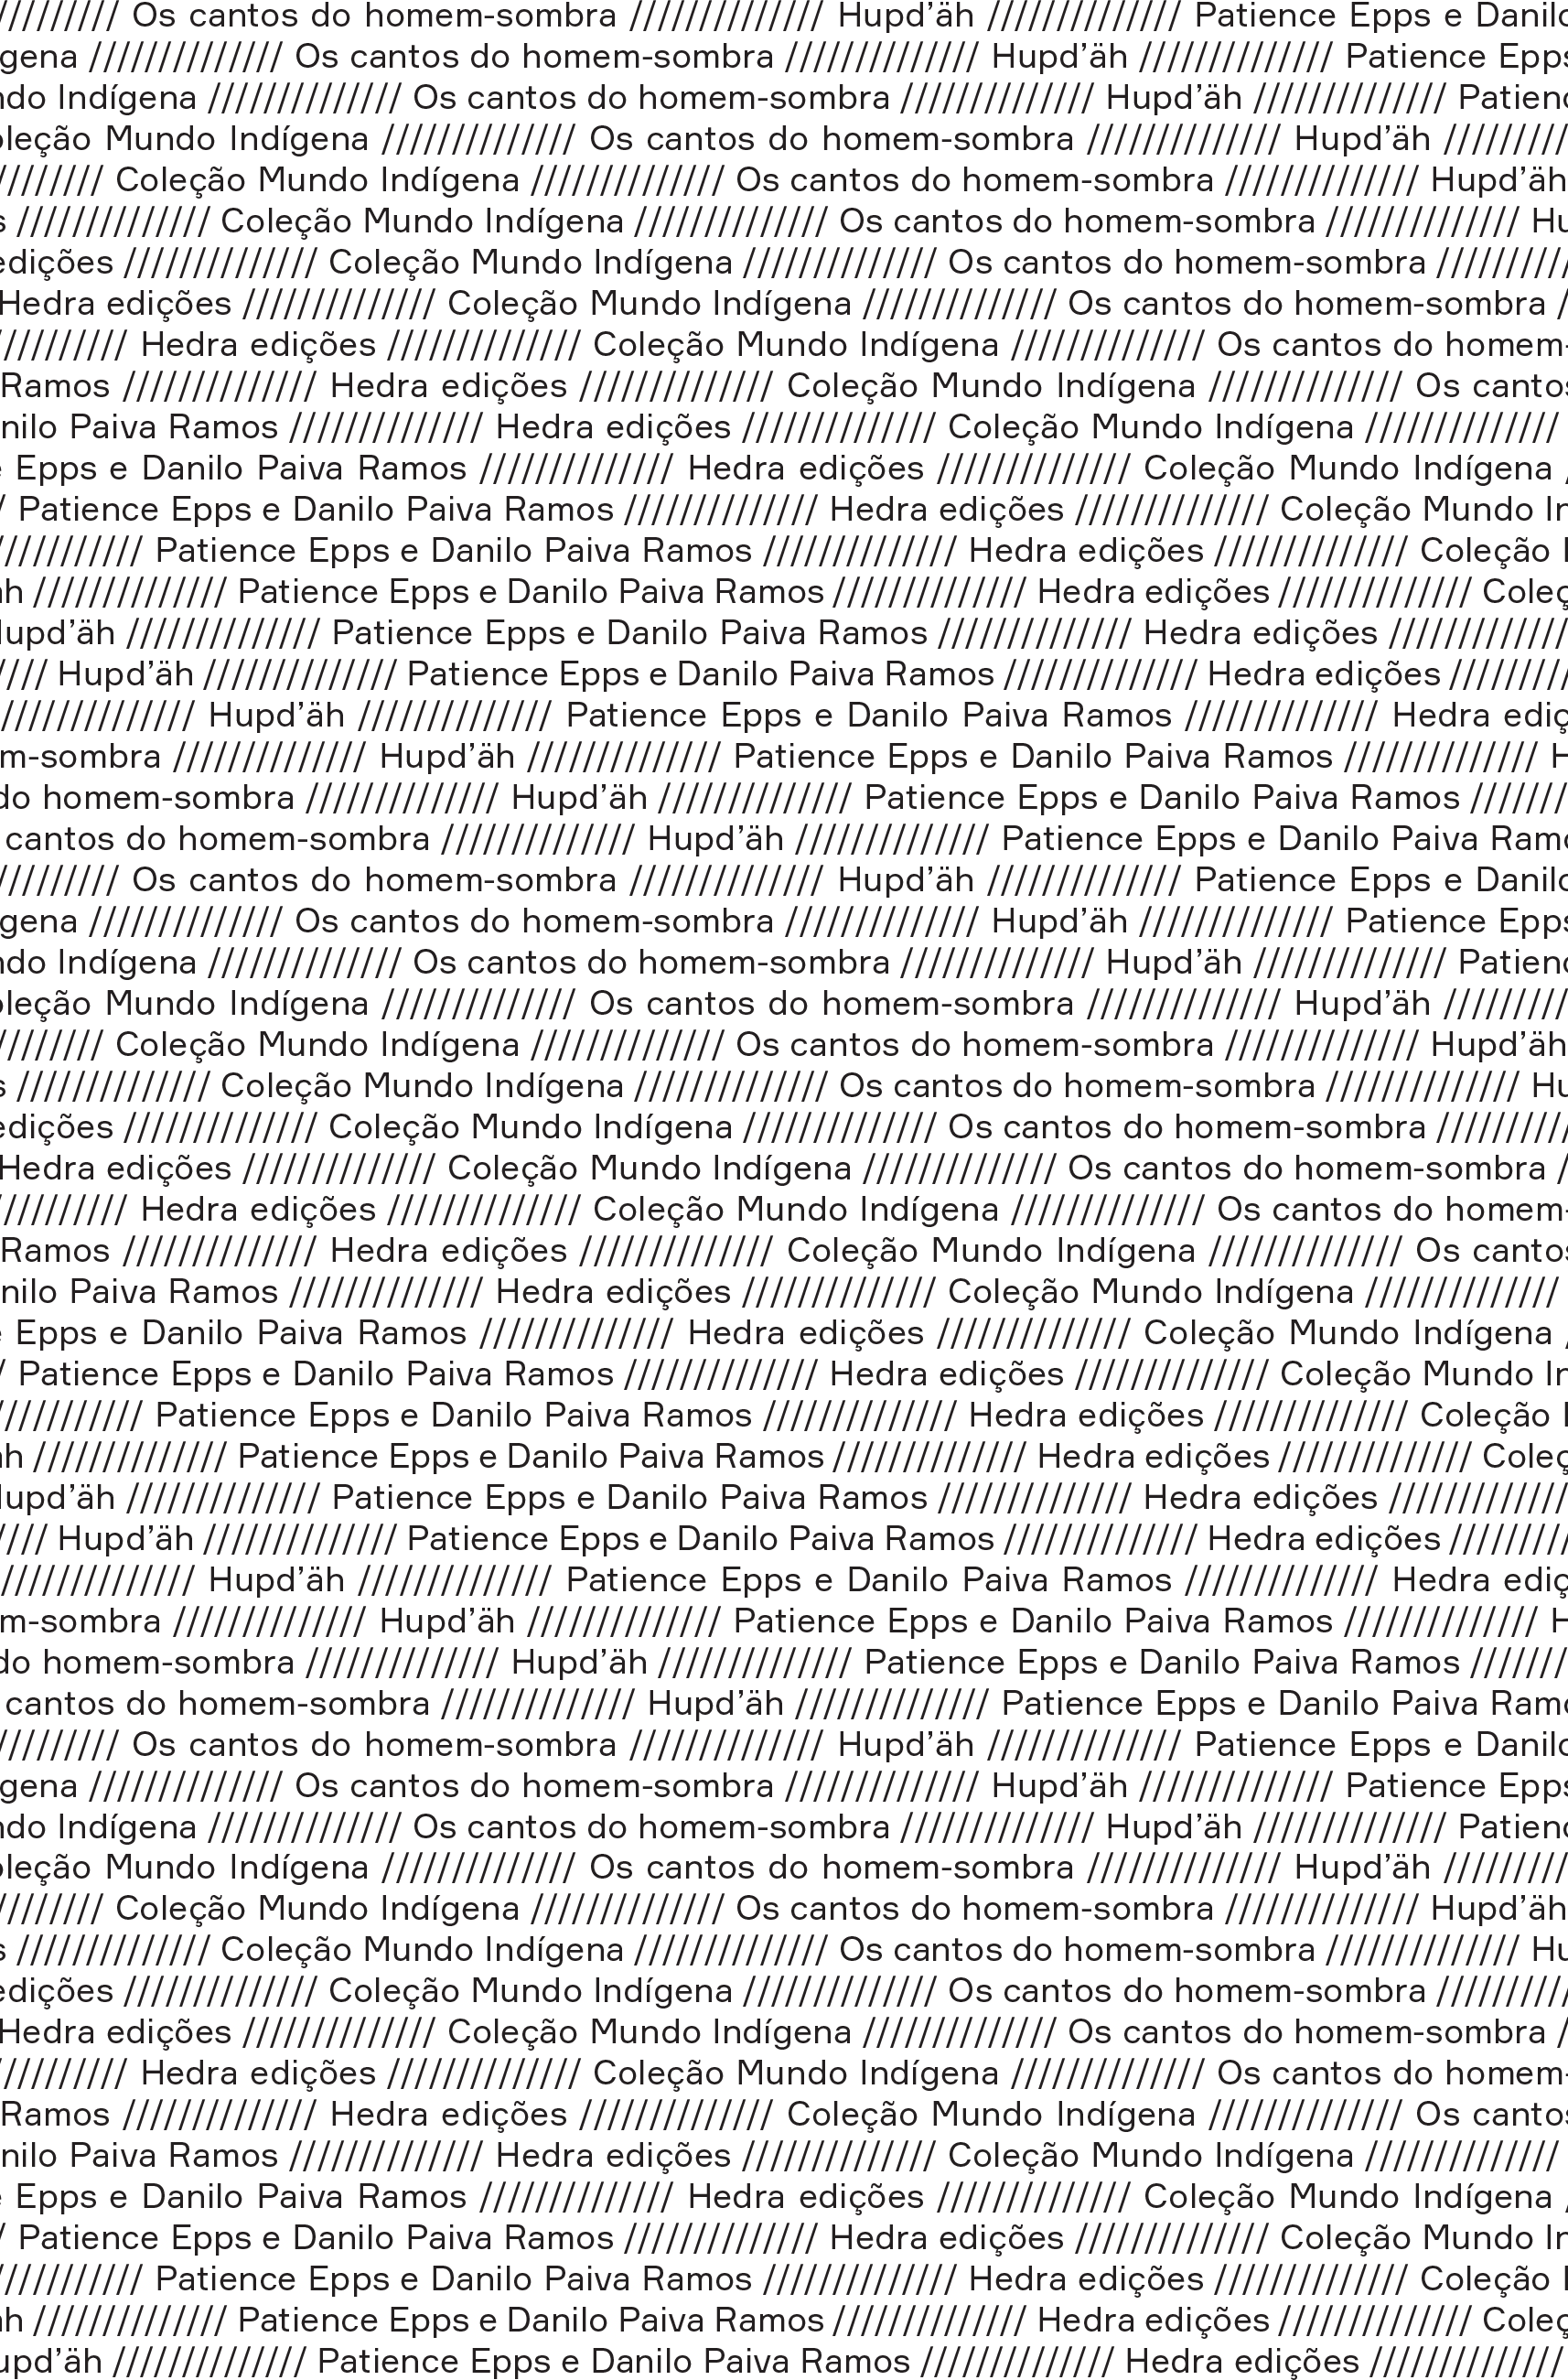 ///////// Os cantos do homem-sombra ////////////// Hupd’äh ////////////// Patience Epps e Danilo
gena ////////////// Os cantos do homem-sombra ////////////// Hupd’äh ////////////// Patience Epps
ndo Indígena ////////////// Os cantos do homem-sombra ////////////// Hupd’äh ////////////// Patienc
oleção Mundo Indígena ////////////// Os cantos do homem-sombra ////////////// Hupd’äh /////////
//////// Coleção Mundo Indígena ////////////// Os cantos do homem-sombra ////////////// Hupd’äh
s ////////////// Coleção Mundo Indígena ////////////// Os cantos do homem-sombra ////////////// Hu
edições ////////////// Coleção Mundo Indígena ////////////// Os cantos do homem-sombra //////////
Hedra edições ////////////// Coleção Mundo Indígena ////////////// Os cantos do homem-sombra /
////////// Hedra edições ////////////// Coleção Mundo Indígena ////////////// Os cantos do homem-
Ramos ////////////// Hedra edições ////////////// Coleção Mundo Indígena ////////////// Os cantos
nilo Paiva Ramos ////////////// Hedra edições ////////////// Coleção Mundo Indígena //////////////
e Epps e Danilo Paiva Ramos ////////////// Hedra edições ////////////// Coleção Mundo Indígena /
/ Patience Epps e Danilo Paiva Ramos ////////////// Hedra edições ////////////// Coleção Mundo In
/////////// Patience Epps e Danilo Paiva Ramos ////////////// Hedra edições ////////////// Coleção
äh ////////////// Patience Epps e Danilo Paiva Ramos ////////////// Hedra edições ////////////// Coleç
Hupd’äh ////////////// Patience Epps e Danilo Paiva Ramos ////////////// Hedra edições /////////////
//// Hupd’äh ////////////// Patience Epps e Danilo Paiva Ramos ////////////// Hedra edições /////////
////////////// Hupd’äh ////////////// Patience Epps e Danilo Paiva Ramos ////////////// Hedra ediç
m-sombra ////////////// Hupd’äh ////////////// Patience Epps e Danilo Paiva Ramos ////////////// H
do homem-sombra ////////////// Hupd’äh ////////////// Patience Epps e Danilo Paiva Ramos ///////
cantos do homem-sombra ////////////// Hupd’äh ////////////// Patience Epps e Danilo Paiva Ramo
///////// Os cantos do homem-sombra ////////////// Hupd’äh ////////////// Patience Epps e Danilo
gena ////////////// Os cantos do homem-sombra ////////////// Hupd’äh ////////////// Patience Epps
ndo Indígena ////////////// Os cantos do homem-sombra ////////////// Hupd’äh ////////////// Patienc
oleção Mundo Indígena ////////////// Os cantos do homem-sombra ////////////// Hupd’äh /////////
//////// Coleção Mundo Indígena ////////////// Os cantos do homem-sombra ////////////// Hupd’äh
s ////////////// Coleção Mundo Indígena ////////////// Os cantos do homem-sombra ////////////// Hu
edições ////////////// Coleção Mundo Indígena ////////////// Os cantos do homem-sombra //////////
Hedra edições ////////////// Coleção Mundo Indígena ////////////// Os cantos do homem-sombra /
////////// Hedra edições ////////////// Coleção Mundo Indígena ////////////// Os cantos do homem-
Ramos ////////////// Hedra edições ////////////// Coleção Mundo Indígena ////////////// Os cantos
nilo Paiva Ramos ////////////// Hedra edições ////////////// Coleção Mundo Indígena //////////////
e Epps e Danilo Paiva Ramos ////////////// Hedra edições ////////////// Coleção Mundo Indígena /
/ Patience Epps e Danilo Paiva Ramos ////////////// Hedra edições ////////////// Coleção Mundo In
/////////// Patience Epps e Danilo Paiva Ramos ////////////// Hedra edições ////////////// Coleção
äh ////////////// Patience Epps e Danilo Paiva Ramos ////////////// Hedra edições ////////////// Coleç
Hupd’äh ////////////// Patience Epps e Danilo Paiva Ramos ////////////// Hedra edições /////////////
//// Hupd’äh ////////////// Patience Epps e Danilo Paiva Ramos ////////////// Hedra edições /////////
////////////// Hupd’äh ////////////// Patience Epps e Danilo Paiva Ramos ////////////// Hedra ediç
m-sombra ////////////// Hupd’äh ////////////// Patience Epps e Danilo Paiva Ramos ////////////// H
do homem-sombra ////////////// Hupd’äh ////////////// Patience Epps e Danilo Paiva Ramos ///////
cantos do homem-sombra ////////////// Hupd’äh ////////////// Patience Epps e Danilo Paiva Ramo
///////// Os cantos do homem-sombra ////////////// Hupd’äh ////////////// Patience Epps e Danilo
gena ////////////// Os cantos do homem-sombra ////////////// Hupd’äh ////////////// Patience Epps
ndo Indígena ////////////// Os cantos do homem-sombra ////////////// Hupd’äh ////////////// Patienc
oleção Mundo Indígena ////////////// Os cantos do homem-sombra ////////////// Hupd’äh /////////
//////// Coleção Mundo Indígena ////////////// Os cantos do homem-sombra ////////////// Hupd’äh
s ////////////// Coleção Mundo Indígena ////////////// Os cantos do homem-sombra ////////////// Hu
edições ////////////// Coleção Mundo Indígena ////////////// Os cantos do homem-sombra //////////
Hedra edições ////////////// Coleção Mundo Indígena ////////////// Os cantos do homem-sombra /
////////// Hedra edições ////////////// Coleção Mundo Indígena ////////////// Os cantos do homem-
Ramos ////////////// Hedra edições ////////////// Coleção Mundo Indígena ////////////// Os cantos
nilo Paiva Ramos ////////////// Hedra edições ////////////// Coleção Mundo Indígena //////////////
e Epps e Danilo Paiva Ramos ////////////// Hedra edições ////////////// Coleção Mundo Indígena /
/ Patience Epps e Danilo Paiva Ramos ////////////// Hedra edições ////////////// Coleção Mundo In
/////////// Patience Epps e Danilo Paiva Ramos ////////////// Hedra edições ////////////// Coleção
äh ////////////// Patience Epps e Danilo Paiva Ramos ////////////// Hedra edições ////////////// Coleç
upd’äh ////////////// Patience Epps e Danilo Paiva Ramos ////////////// Hedra edições //////////////